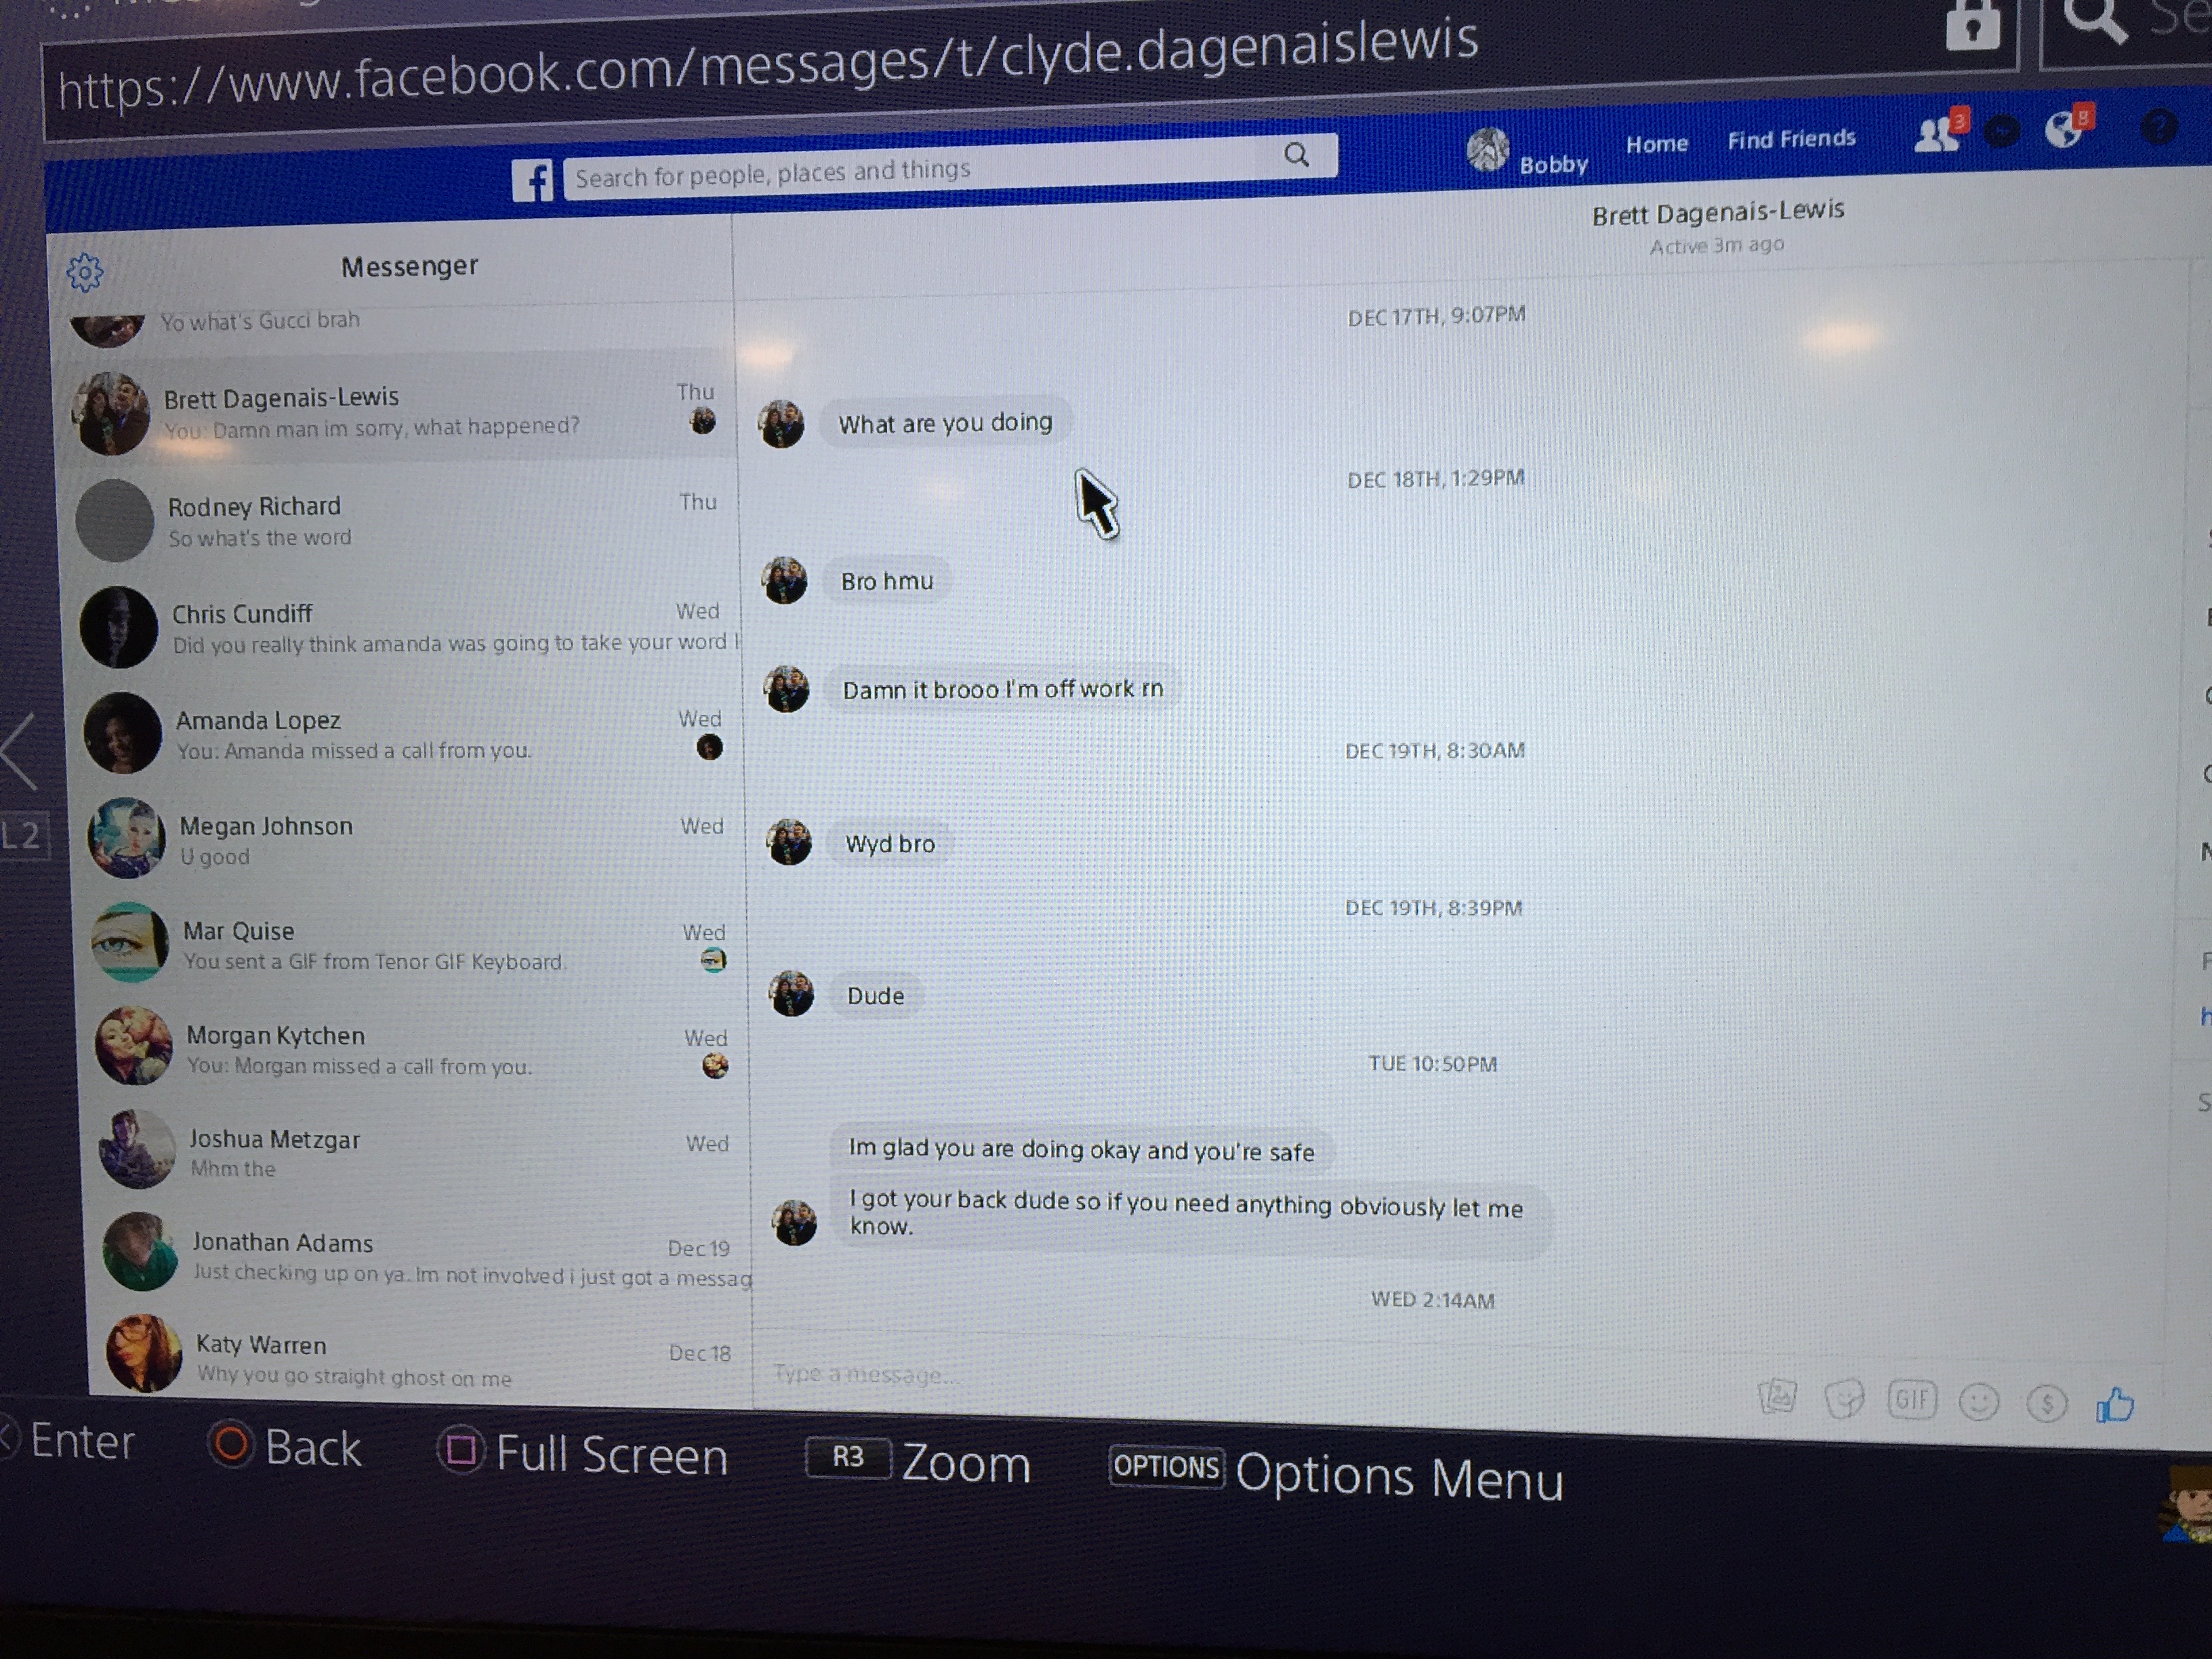 https://www.facebook.com/messages/t/clyde.dagenaislewis
Search for people, places and things
Bobby
Home
Find Friends
3
8
?
Messenger
Brett Dagenais-Lewis
Active 3m ago
Yo what's Gucci brah
Brett Dagenais-Lewis
Thu
You: Damn man im sorry, what happened?
Rodney Richard
Thu
So what's the word
Chris Cundiff
Wed
Did you really think amanda was going to take your word
Amanda Lopez
Wed
You: Amanda missed a call from you.
Megan Johnson
Wed
U good
Mar Quise
Wed
You sent a GIF from Tenor GIF Keyboard.
Morgan Kytchen
Wed
You: Morgan missed a call from you.
Joshua Metzgar
Wed
Mhm the
Jonathan Adams
Dec 19
Just checking up on ya. Im not involved i just got a messag
Katy Warren
Dec 18
Why you go straight ghost on me
DEC 17TH, 9:07PM
What are you doing
DEC 18TH, 1:29PM
Bro hmu
Damn it brooo I'm off work rn
DEC 19TH, 8:30AM
Wyd bro
DEC 19TH, 8:39PM
Dude
TUE 10:50PM
Im glad you are doing okay and you're safe
I got your back dude so if you need anything obviously let me
know.
WED 2:14AM
Type a message...
GIF
$
L2
Enter
Back
Full Screen
R3
Zoom
OPTIONS
Options Menu